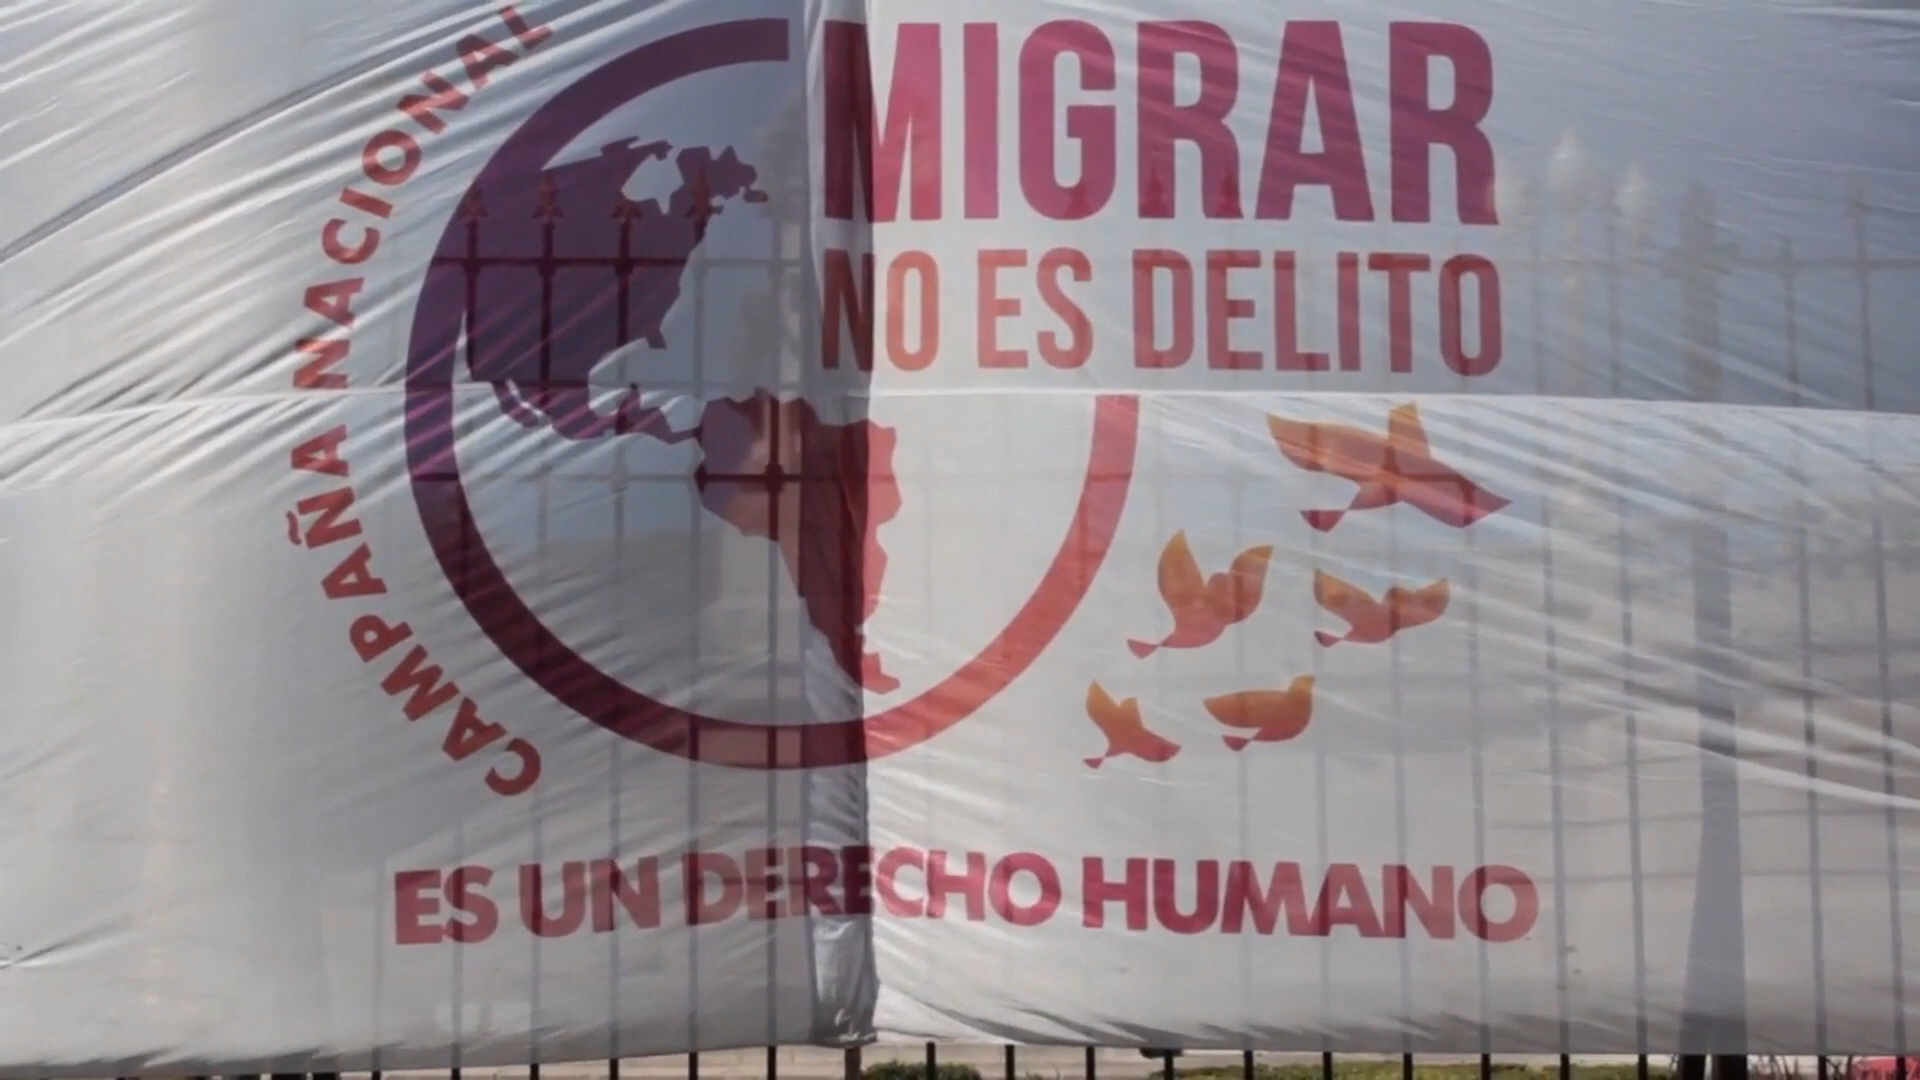 CAMPAÑA NACIONAL
MIGRAR
NO ES DELITO
ES UN DERECHO HUMANO